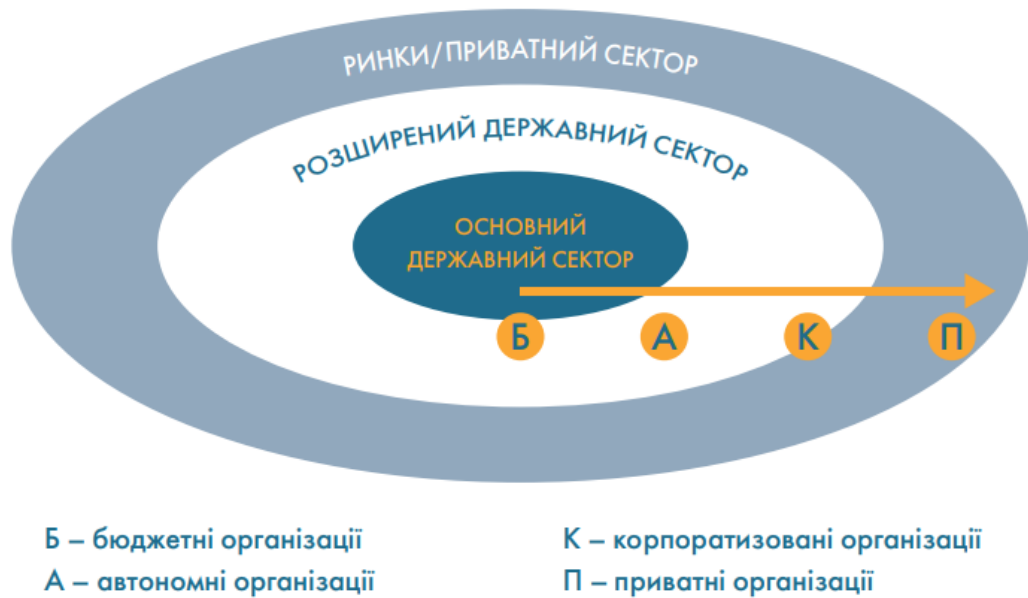 РИНКИ/ПРИВАТНИЙ СЕКТОР
РОЗШИРЕНИЙ ДЕРЖАВНИЙ СЕКТОР
ОСНОВНИЙ
ДЕРЖАВНИЙ СЕКТОР
Б А К П
Б – бюджетні організації
А – автономні організації
К – корпоратизовані організації
П – приватні організації